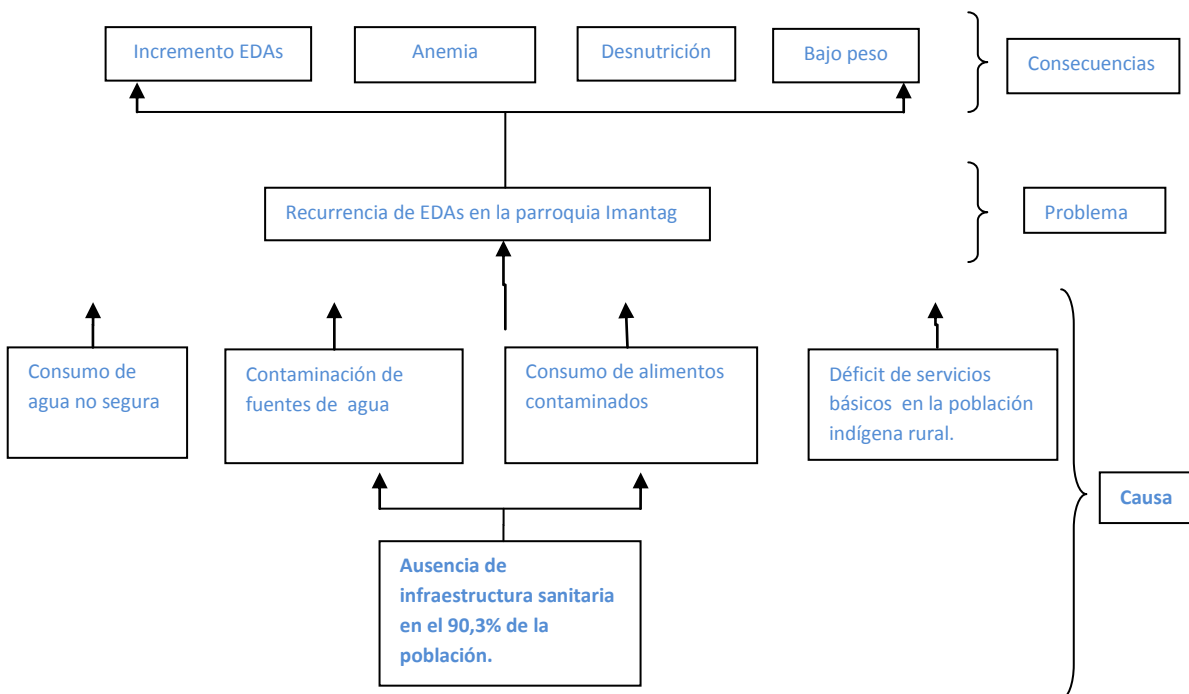 Incremento EDAs
Anemia
Desnutrición
Bajo peso
Consecuencias
Recurrencia de EDAs en la parroquia Imantag
Problema
Consumo de
agua no segura
Contaminación de
fuentes de agua
Consumo de alimentos
contaminados
Déficit de servicios
básicos en la población
indígena rural.
Causa
Ausencia de
infraestructura sanitaria
en el 90,3% de la
población.